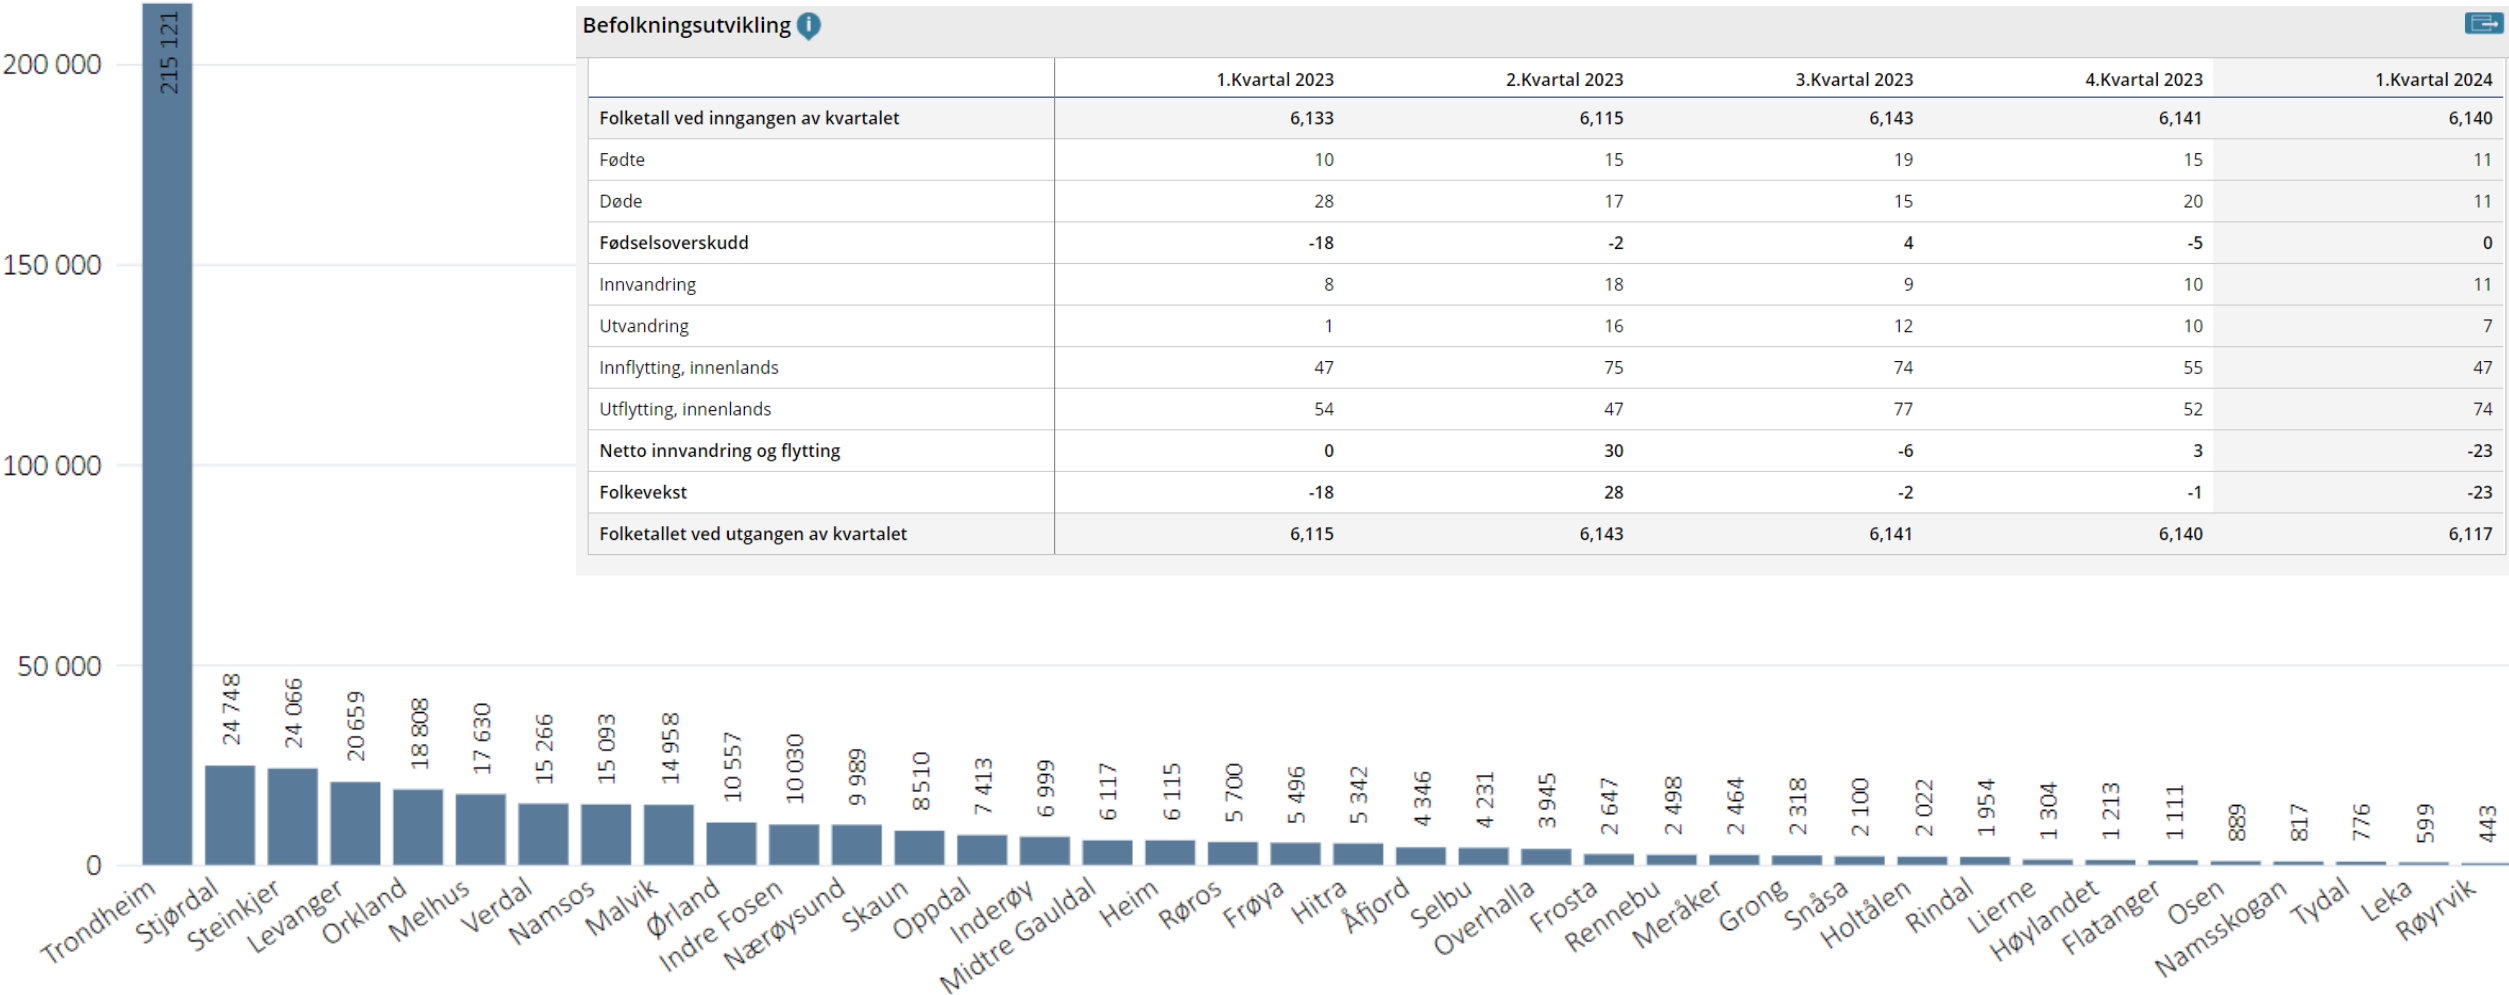 Befolkningsutvikling i
1.Kvartal 2023 2.Kvartal 2023 3.Kvartal 2023 4.Kvartal 2023 1.Kvartal 2024
Folketall ved inngangen av kvartalet 6,133 6,115 6,143 6,141 6,140
Fødte 10 15 19 15 11
Døde 28 17 15 20 11
Fødselsoverskudd -18 -2 4 -5 0
Innvandring 8 18 9 10 11
Utvandring 1 16 12 10 7
Innflytting, innenlands 47 75 74 55 47
Utflytting, innenlands 54 47 77 52 74
Netto innvandring og flytting 0 30 -6 3 -23
Folkevekst -18 28 -2 -1 -23
Folketallet ved utgangen av kvartalet 6,115 6,143 6,141 6,140 6,117
200 000
150 000
100 000
50 000
0
215 121
24 748
24 066
20 659
18 808
17 630
15 266
15 093
14 958
10 557
10 030
9 989
8 510
7 413
6 999
6 117
6 115
5 700
5 496
5 342
4 346
4 231
3 945
2 647
2 498
2 464
2 318
2 100
2 022
1 954
1 304
1 213
1 111
889
817
776
599
443
Trondheim
Stjørdal
Steinkjer
Levanger
Orkland
Melhus
Verdal
Namsos
Malvik
Ørland
Indre Fosen
Nærøysund
Skaun
Oppdal
Inderøy
Midtre Gauldal
Heim
Røros
Frøya
Hitra
Åfjord
Selbu
Overhalla
Frosta
Rennebu
Meråker
Grong
Snåsa
Holtålen
Rindal
Lierne
Høylandet
Flatanger
Osen
Namsskogan
Tydal
Leka
Røyrvik